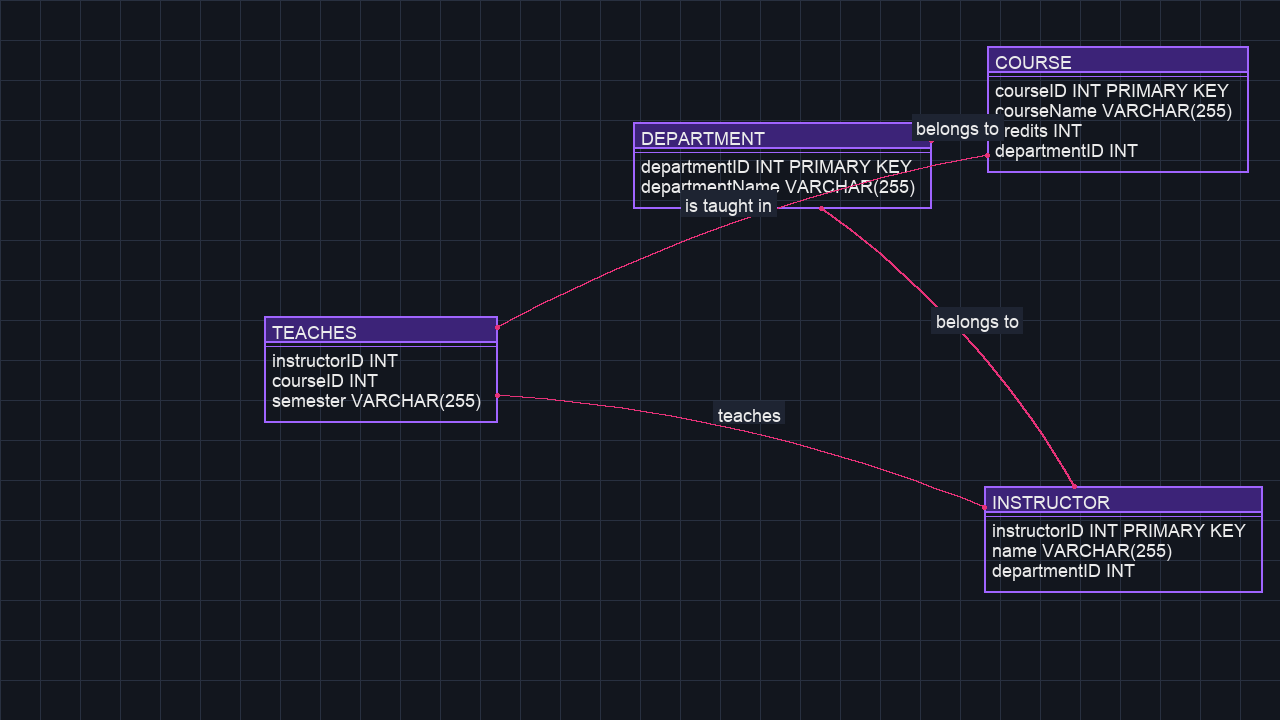 COURSE
courseID INT PRIMARY KEY
courseName VARCHAR(255)
redits INT
departmentID INT
belongs to
DEPARTMENT
departmentID INT PRIMARY KEY
departmentName VARCHAR(255)
is taught in
belongs to
TEACHES
instructorID INT
courseID INT
semester VARCHAR(255)
teaches
INSTRUCTOR
instructorID INT PRIMARY KEY
name VARCHAR(255)
departmentID INT